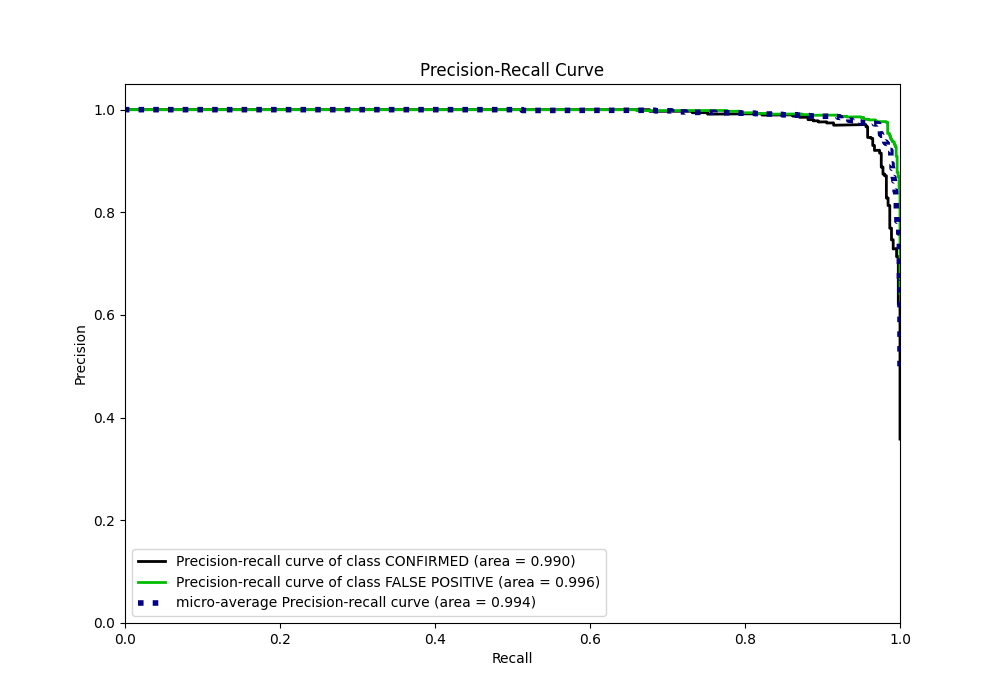 Precision-Recall Curve
Precision
1.0
0.8
0.6
0.4
0.2
0.0
Precision-recall curve of class CONFIRMED (area = 0.990)
Precision-recall curve of class FALSE POSITIVE (area = 0.996)
micro-average Precision-recall curve (area = 0.994)
0.0 0.2 0.4 0.6 0.8 1.0
Recall